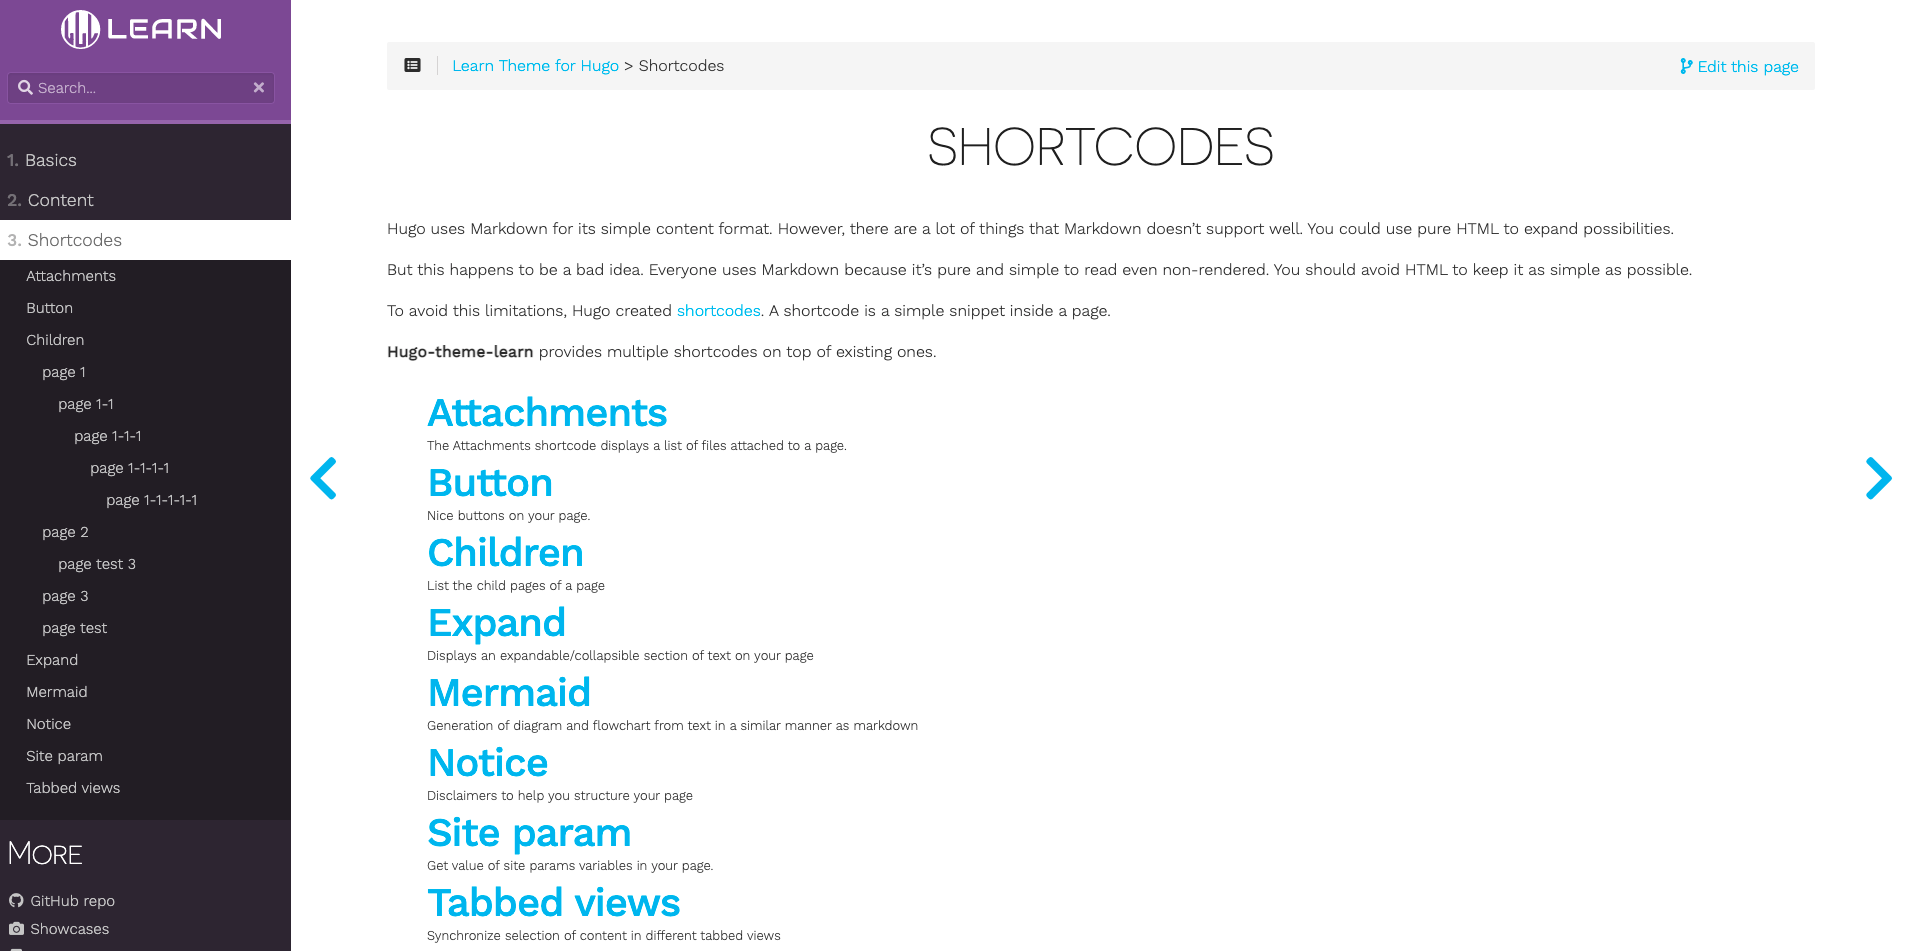 LEARN
Search...
1. Basics
2. Content
3. Shortcodes
Attachments
Button
Children
page 1
page 1-1
page 1-1-1
page 1-1-1-1
page 1-1-1-1-1
page 2
page test 3
page 3
page test
Expand
Mermaid
Notice
Site param
Tabbed views
MORE
GitHub repo
Showcases
Learn Theme for Hugo > Shortcodes
Edit this page
SHORTCODES
Hugo uses Markdown for its simple content format. However, there are a lot of things that Markdown doesn’t support well. You could use pure HTML to expand possibilities.
But this happens to be a bad idea. Everyone uses Markdown because it’s pure and simple to read even non-rendered. You should avoid HTML to keep it as simple as possible.
To avoid this limitations, Hugo created shortcodes. A shortcode is a simple snippet inside a page.
Hugo-theme-learn provides multiple shortcodes on top of existing ones.
Attachments
The Attachments shortcode displays a list of files attached to a page.
Button
Nice buttons on your page.
Children
List the child pages of a page
Expand
Displays an expandable/collapsible section of text on your page
Mermaid
Generation of diagram and flowchart from text in a similar manner as markdown
Notice
Disclaimers to help you structure your page
Site param
Get value of site params variables in your page.
Tabbed views
Synchronize selection of content in different tabbed views